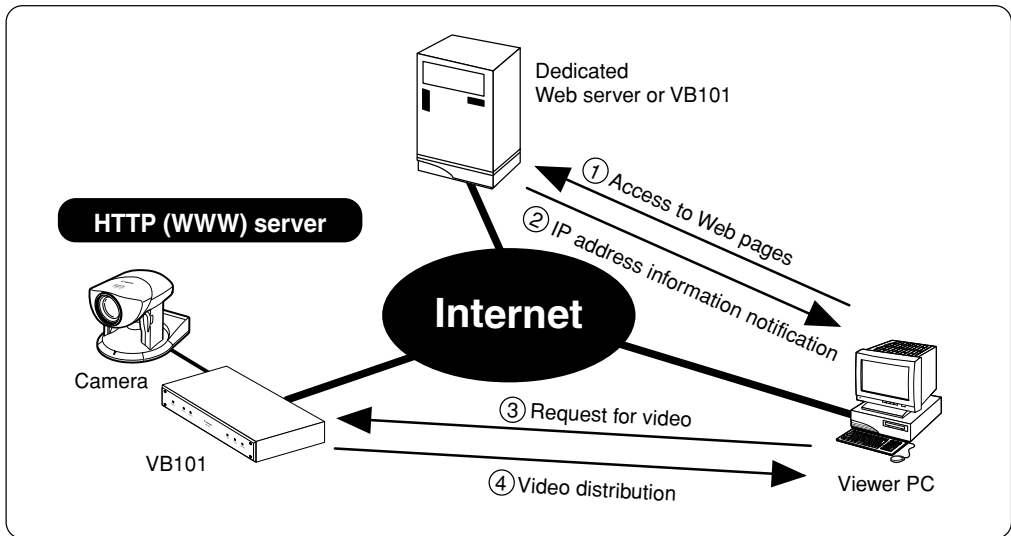 Dedicated
Web server or VB101
① Access to Web pages
② IP address information notification
HTTP (WWW) server
Internet
Camera
VB101
③ Request for video
④ Video distribution
Viewer PC